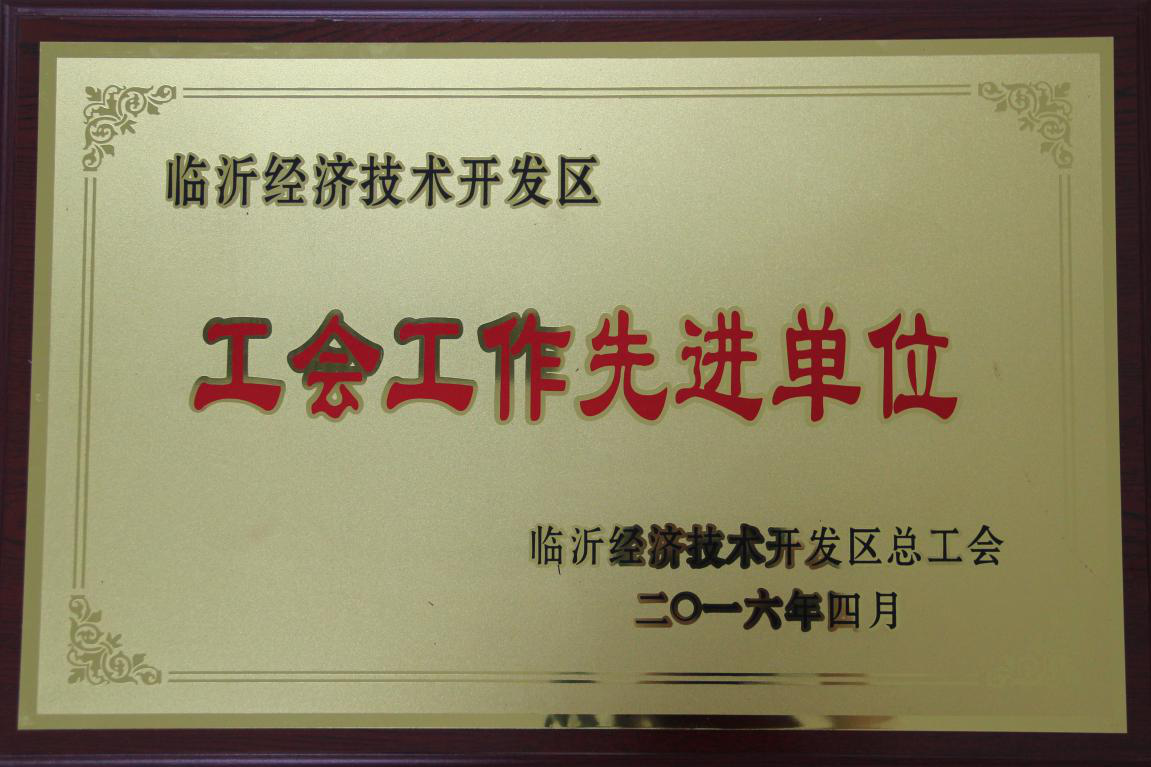 临沂经济技术开发区
工会工作先进单位
临沂经济技术开发区总工会
二〇一六年四月